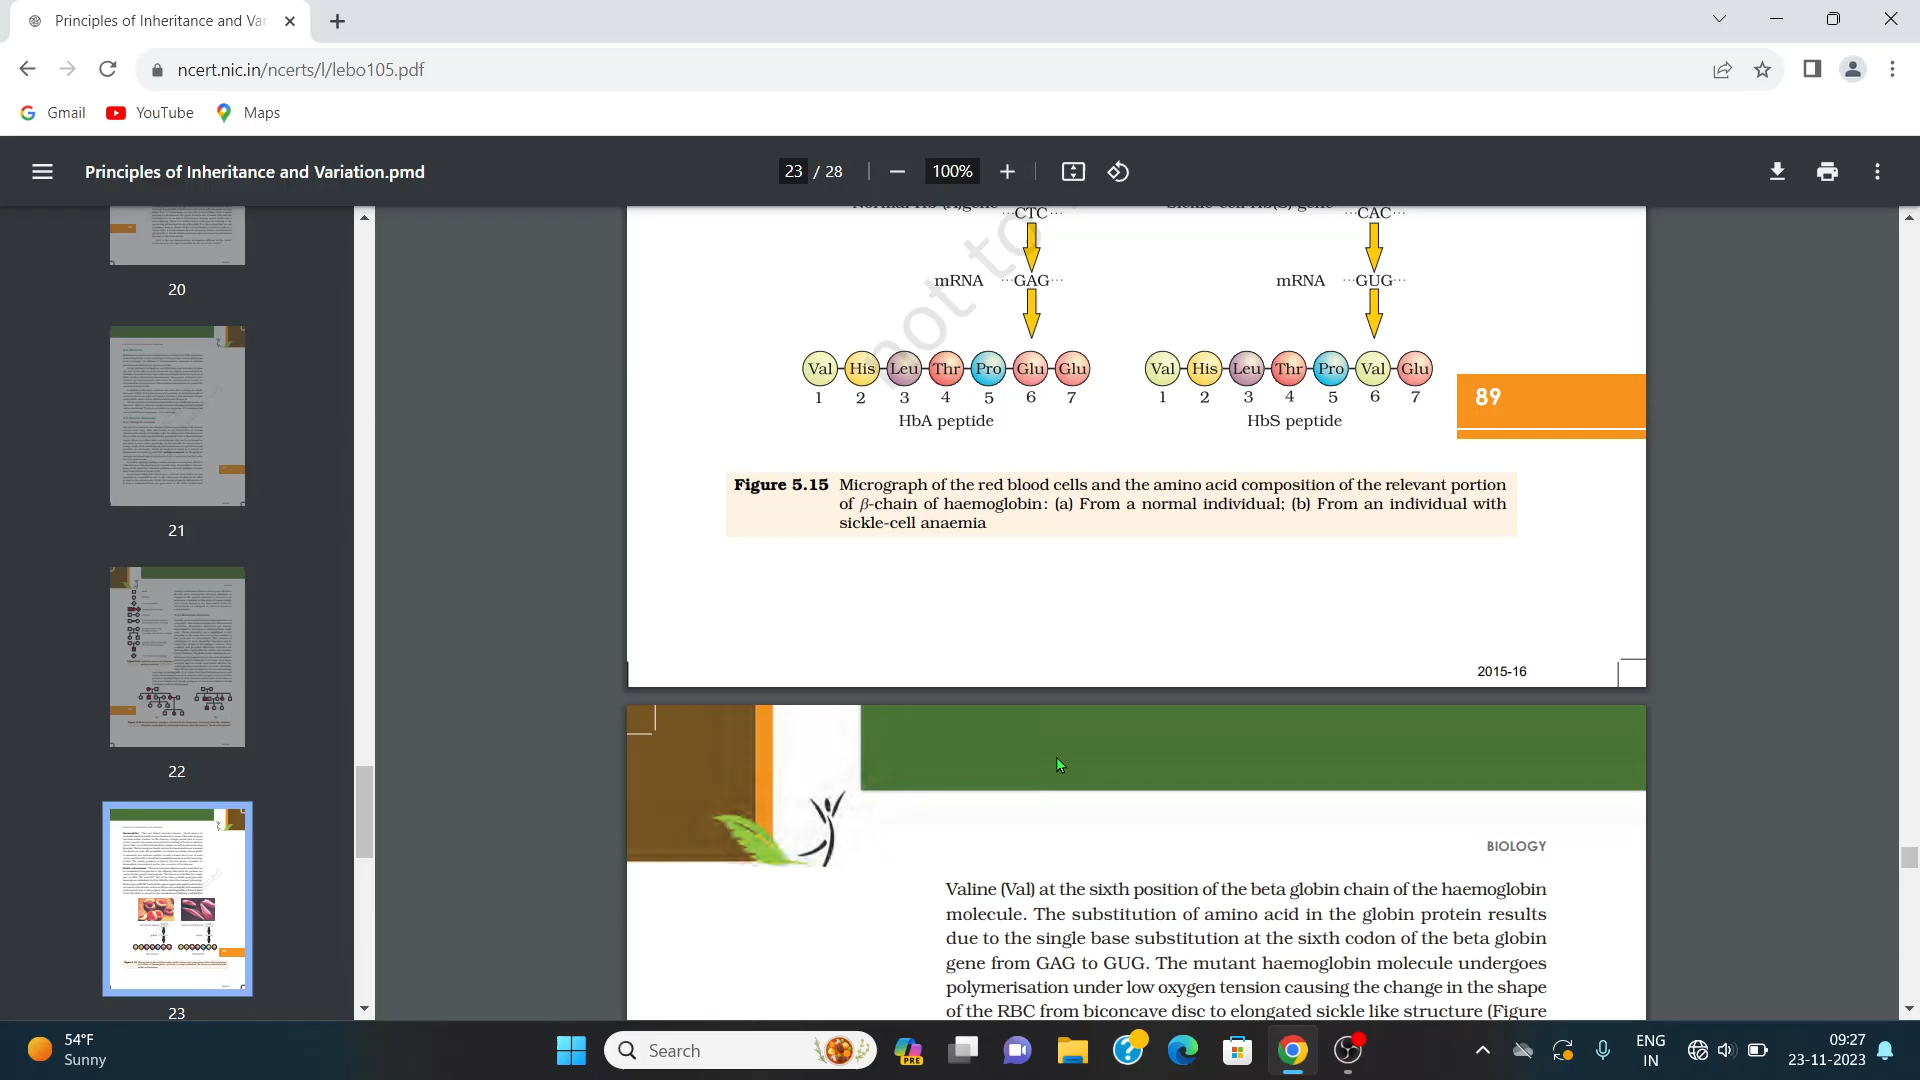 Principles of Inheritance and Var
ncert.nic.in/ncerts/l/lebo105.pdf
Gmail YouTube Maps
Principles of Inheritance and Variation.pmd 23 / 28 100%
20
21
22
23
CTC CAC
not to
mRNA ···GAG··· mRNA ···GUG···
Val His Leu Thr Pro Glu Glu Val His Leu Thr Pro Val Glu
1 2 3 4 5 6 7 1 2 3 4 5 6 7
HbA peptide HbS peptide
89
Figure 5.15 Micrograph of the red blood cells and the amino acid composition of the relevant portion
of β-chain of haemoglobin: (a) From a normal individual; (b) From an individual with
sickle-cell anaemia
2015-16
BIOLOGY
Valine (Val) at the sixth position of the beta globin chain of the haemoglobin
molecule. The substitution of amino acid in the globin protein results
due to the single base substitution at the sixth codon of the beta globin
gene from GAG to GUG. The mutant haemoglobin molecule undergoes
polymerisation under low oxygen tension causing the change in the shape
of the RBC from biconcave disc to elongated sickle like structure (Figure
54°F
Sunny
Search
PRE
ENG
IN
09:27
23-11-2023